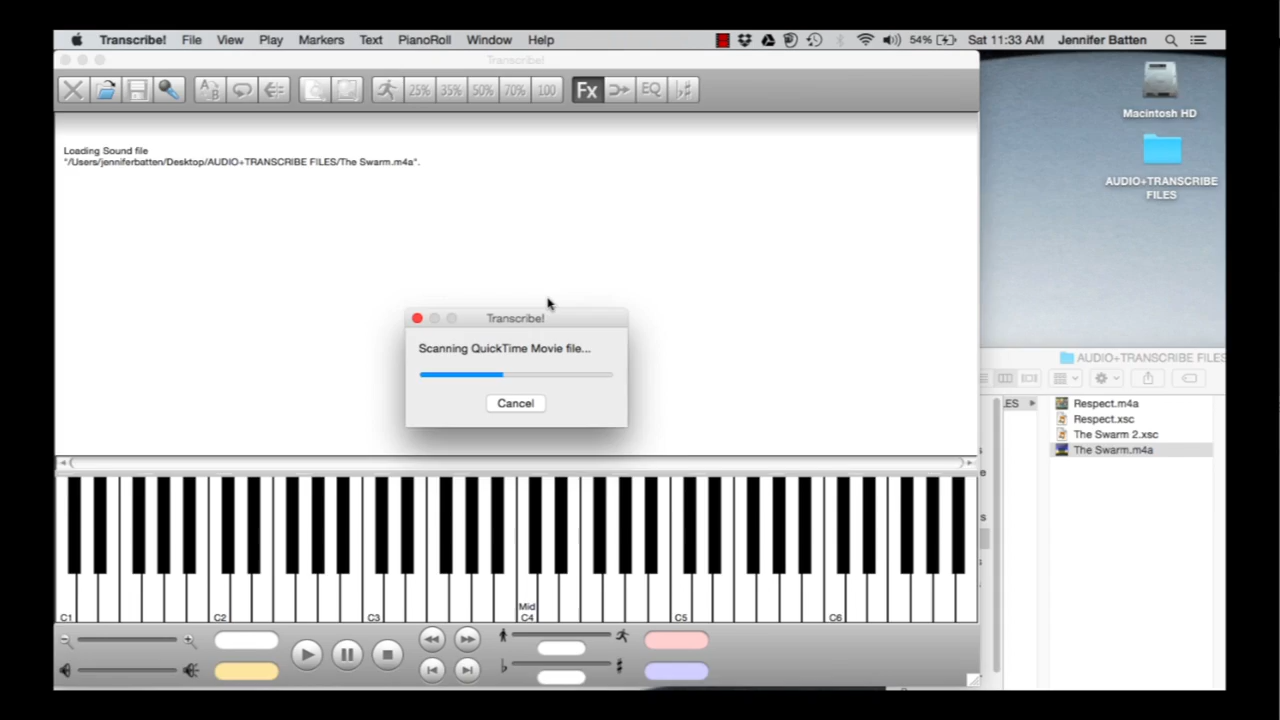 Transcribe! File View Play Markers Text PianoRoll Window Help 54% Sat 11:33 AM Jennifer Batten
Transcribe!
A B 25% 35% 50% 70% 100 Fx EQ
Macintosh HD
AUDIO+TRANSCRIBE
FILES
Loading Sound file
"/Users/jenniferbatten/Desktop/AUDIO+TRANSCRIBE FILES/The Swarm.m4a".
Transcribe!
Scanning QuickTime Movie file...
Cancel
AUDIO+TRANSCRIBE FILES
ES
Respect.m4a
Respect.xsc
The Swarm 2.xsc
The Swarm.m4a
C1 C2 C3 Mid C4 C5 C6